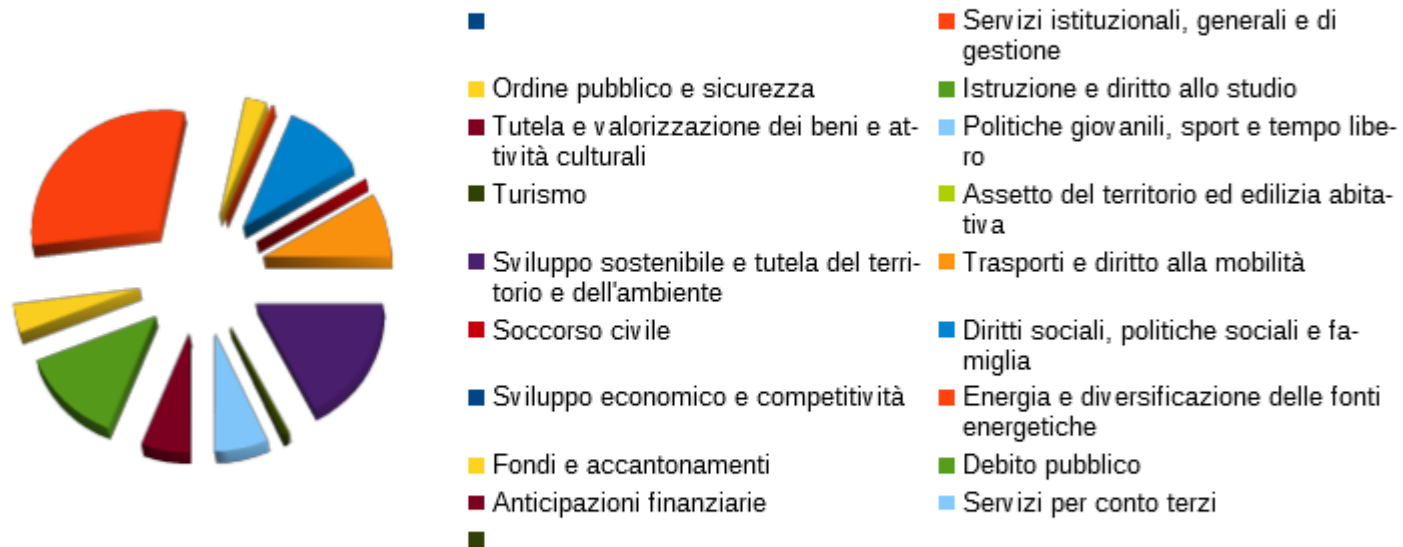 Servizi istituzionali, generali e di
gestione
Ordine pubblico e sicurezza
Istruzione e diritto allo studio
Tutela e valorizzazione dei beni e at-
tività culturali
Politiche giovanili, sport e tempo libe-
ro
Turismo
Assetto del territorio ed edilizia abita-
tiva
Sviluppo sostenibile e tutela del terri-
torio e dell'ambiente
Trasporti e diritto alla mobilità
Soccorso civile
Diritti sociali, politiche sociali e fa-
miglia
Sviluppo economico e competitività
Energia e diversificazione delle fonti
energetiche
Fondi e accantonamenti
Debito pubblico
Anticipazioni finanziarie
Servizi per conto terzi